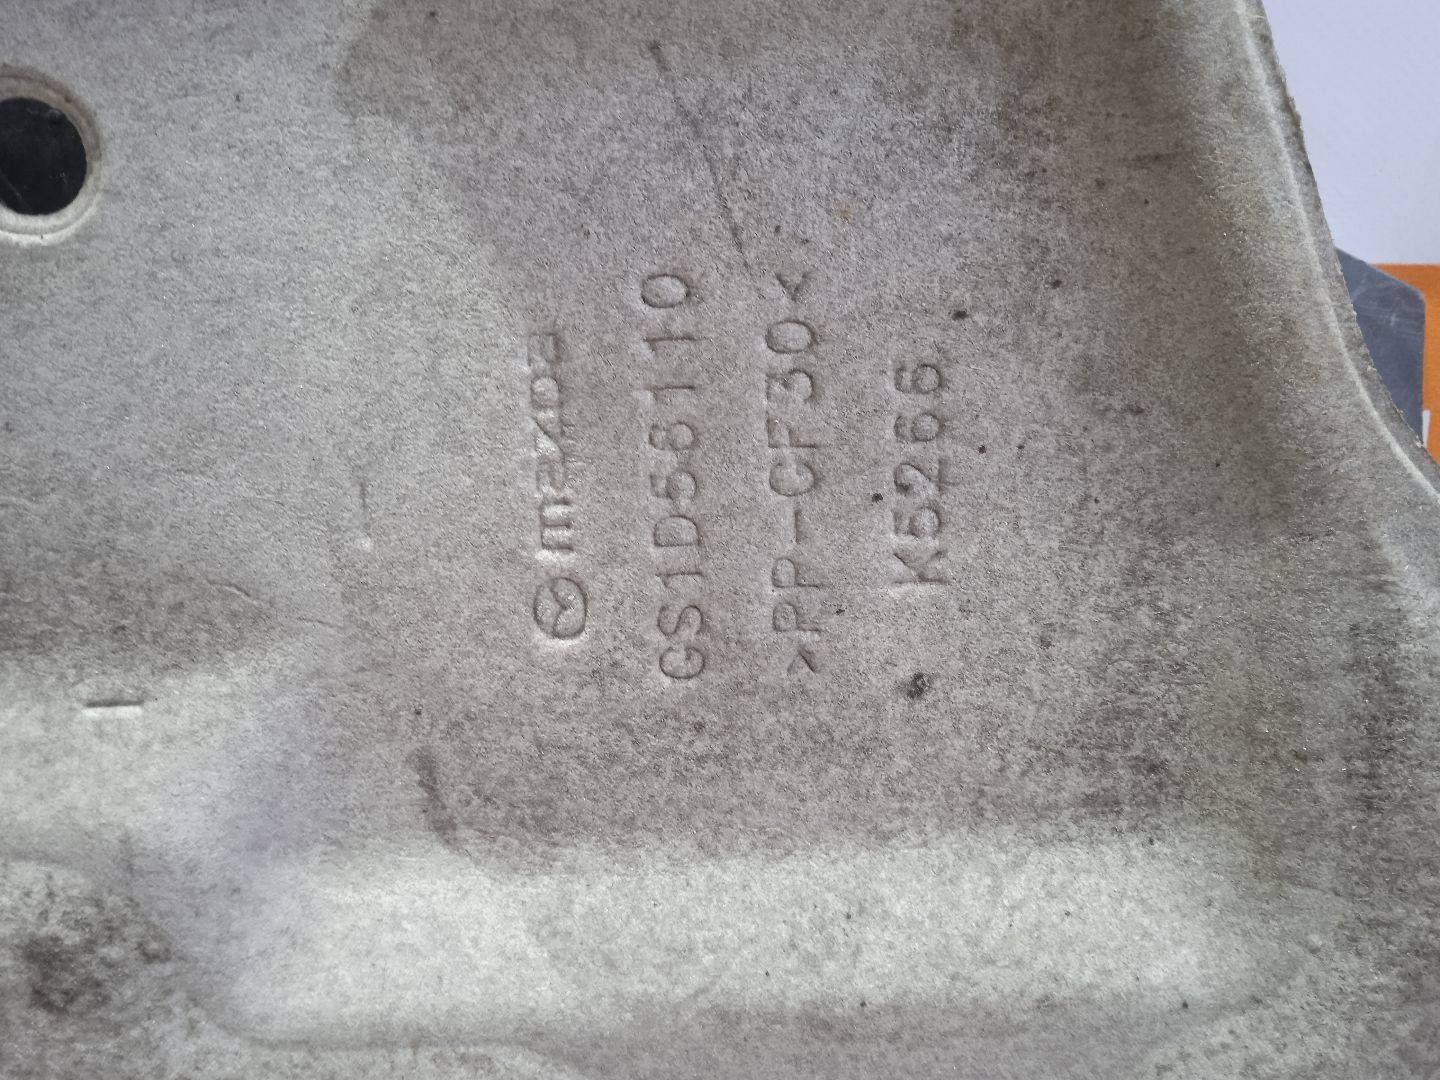 mazda
GS1D56110
>PP-GF30<
K5266